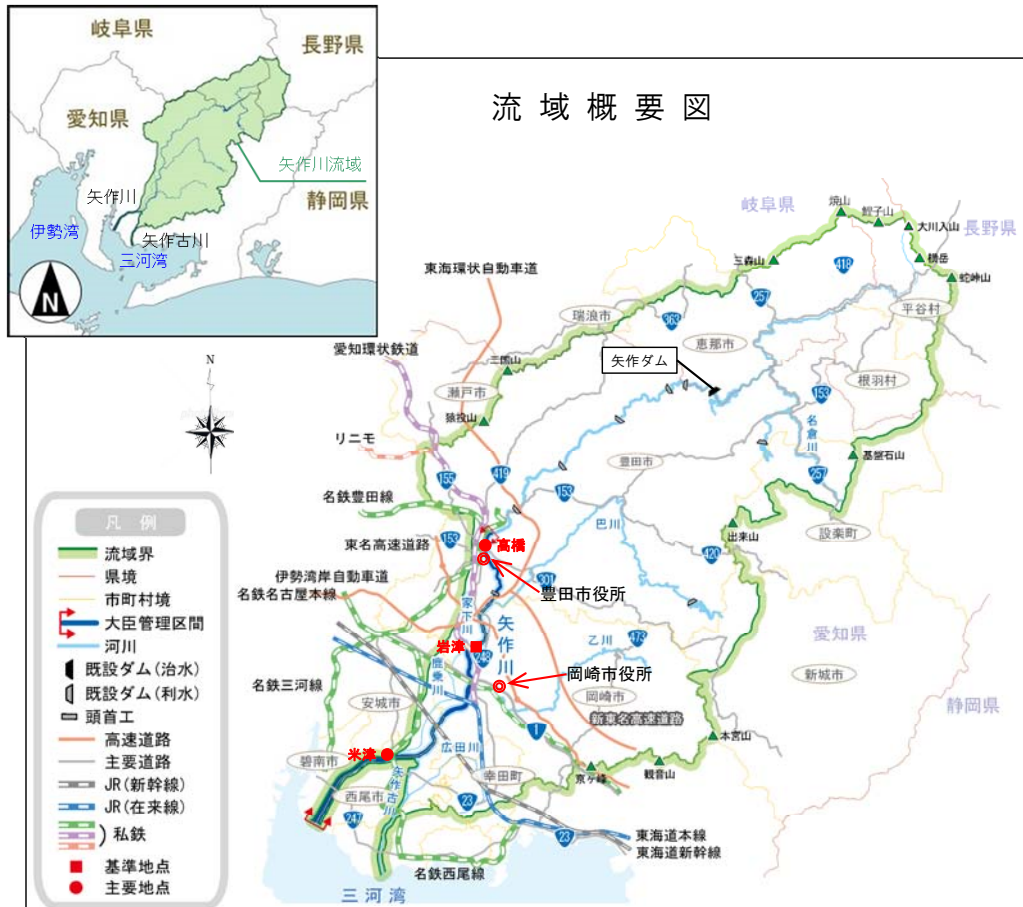 岐阜県
長野県
愛知県
矢作川流域
静岡県
矢作川
伊勢湾
矢作古川
三河湾
N
流域概要図
岐阜県
焼山
鯉子山
大川入山
長野県
三森山
418
橋岳
蛇峠山
東海環状自動車道
257
平谷村
瑞浪市
363
恵那市
愛知環状鉄道
三国山
矢作ダム
根羽村
N
瀬戸市
153
猿投山
名倉川
リニモ
豊田市
碁盤石山
419
155
153
257
名鉄豊田線
巴川
設楽町
出来山
凡例
流域界
県境
市町村境
大臣管理区間
河川
既設ダム(治水)
既設ダム(利水)
頭首工
高速道路
主要道路
JR(新幹線)
JR(在来線)
私鉄
基準地点
主要地点
東名高速道路
153
高橋
420
伊勢湾岸自動車道
301
豊田市役所
名鉄名古屋本線
家下川
矢作川
乙川
473
愛知県
岩津
248
岡崎市役所
新城市
鹿乗川
名鉄三河線
岡崎市
静岡県
安城市
新東名高速道路
1
本宮山
米津
広田川
碧南市
矢作古川
幸田町
京ヶ峰
観音山
西尾市
23
247
23
東海道本線
東海道新幹線
名鉄西尾線
三河湾